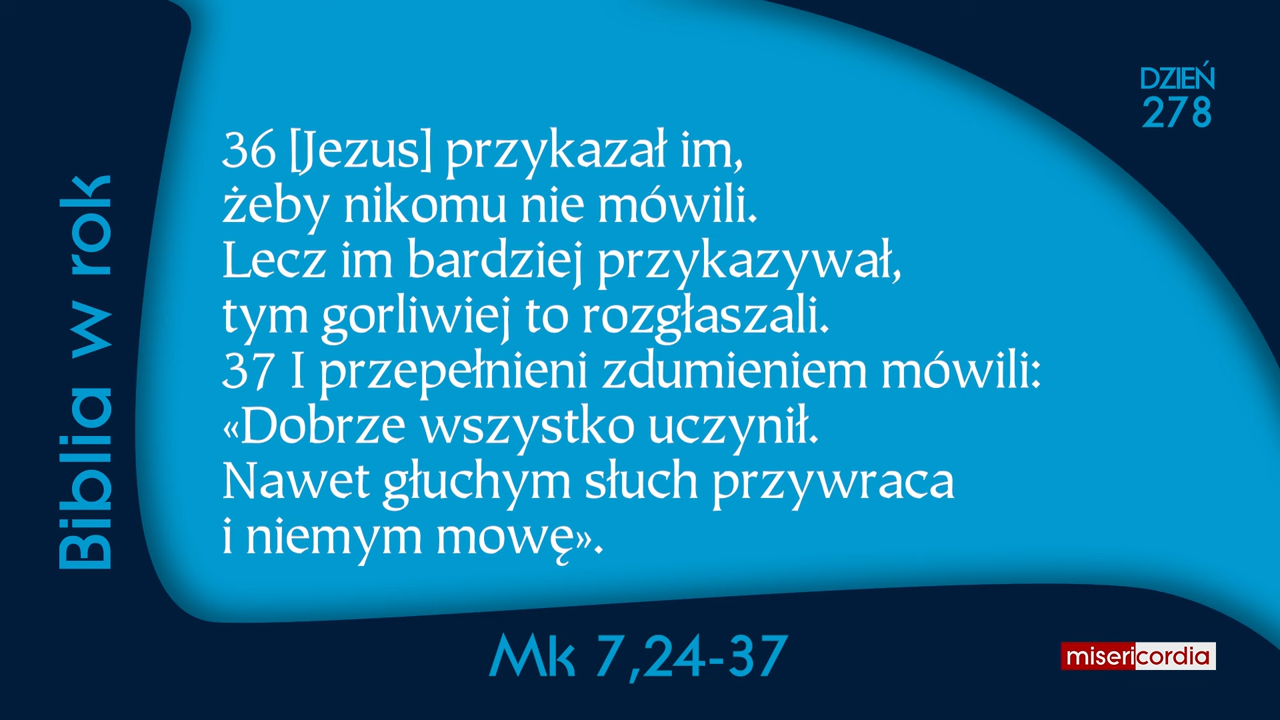 DZIEŃ
278
Biblia w rok
36 [Jezus] przykazał im,
żeby nikomu nie mówili.
Lecz im bardziej przykazywał,
tym gorliwiej to rozgłaszali.
37 I przepełnieni zdumieniem mówili:
«Dobrze wszystko uczynił.
Nawet głuchym słuch przywraca
i niemym mowę».
Mk 7,24-37
misericordia